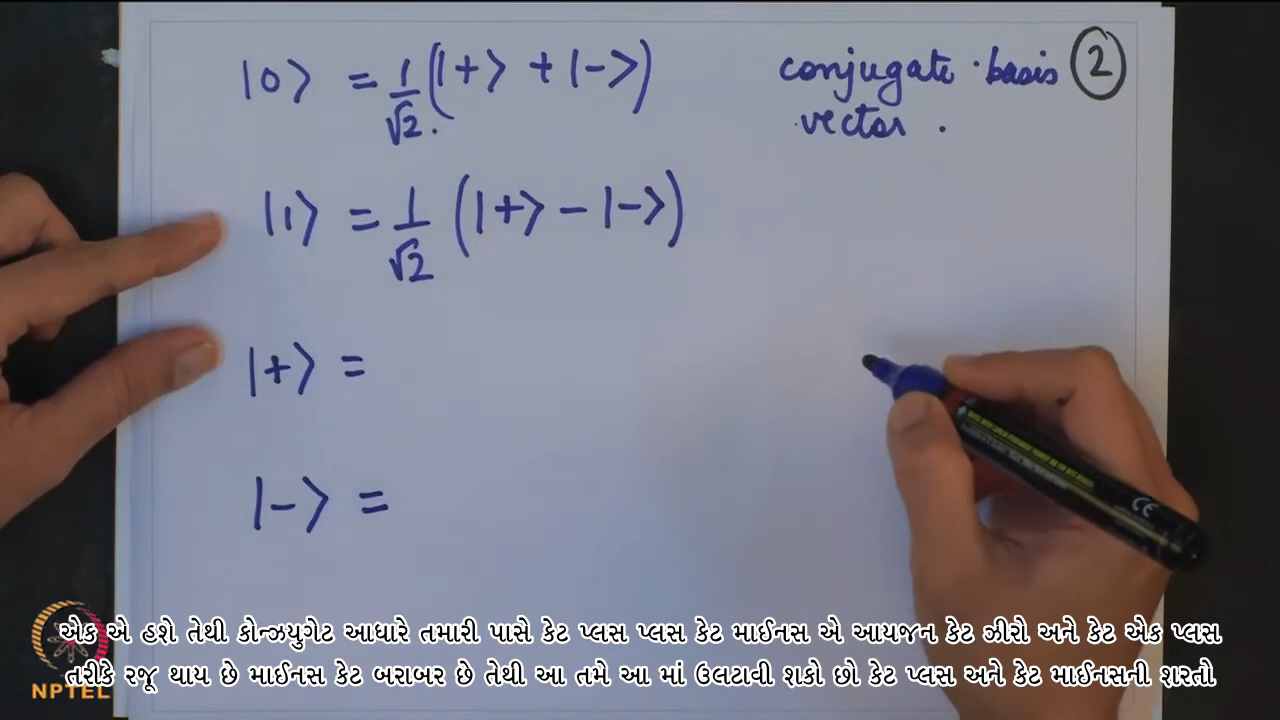 |0⟩ = 1/√2 (|+⟩ + |−⟩)
conjugate basis ②
vector.
|1⟩ = 1/√2 (|+⟩ − |−⟩)
|+⟩ =
|−⟩ =
એક એ હશે તેથી કોન્ઝયુગેટ આધારે તમારી પાસે કેટ પ્લસ પ્લસ કેટ માઈનસ એ આયજન કેટ ઝીરો અને કેટ એક પ્લસ
તરીકે રજૂ થાય છે માઈનસ કેટ બરાબર છે તેથી આ તમે આ માં ઉલટાવી શકો છો કેટ પ્લસ અને કેટ માઈનસની શરતો
NPTEL